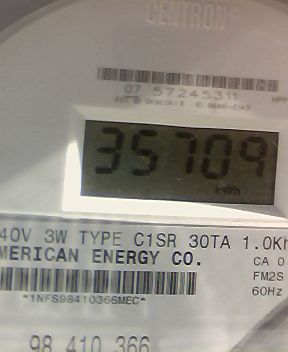 CENTRON®
07 57245311
35709
kWh
40V 3W TYPE C1SR 30TA 1.0Kh
MERICAN ENERGY CO.
CA 0
FM2S
60Hz
*1NFS98410366MEC*
98 410 366